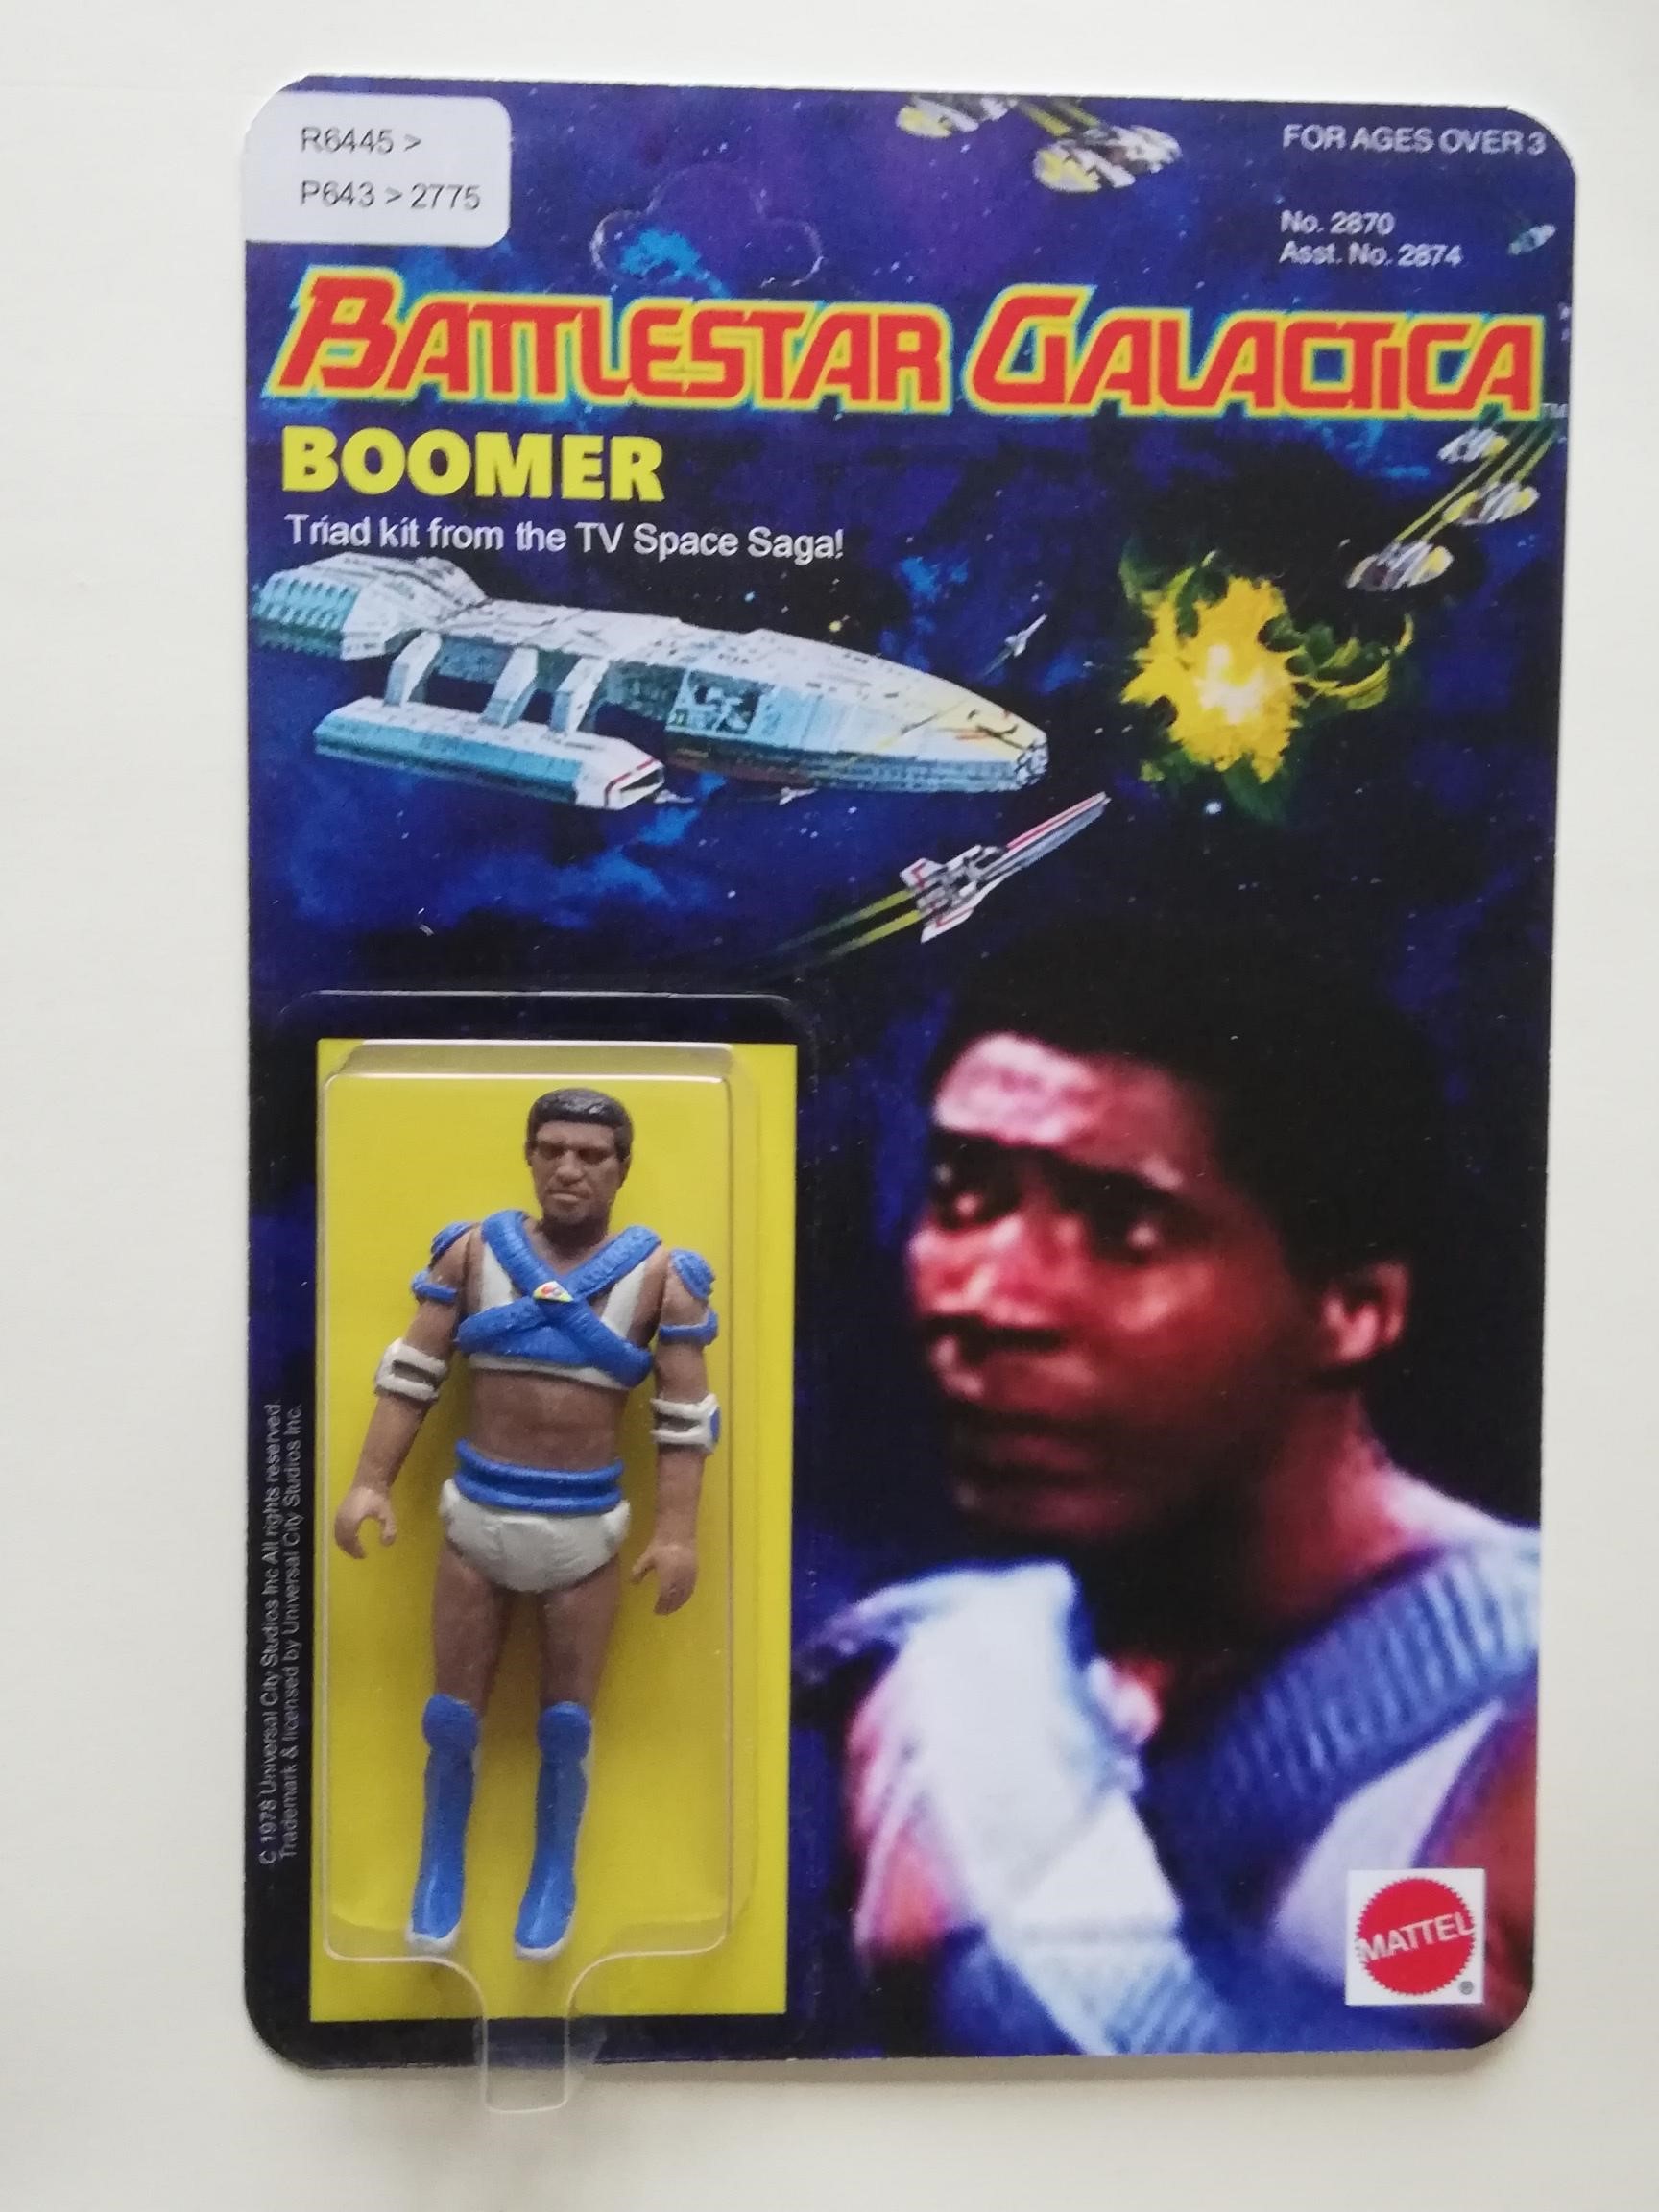 R6445 >
P643 > 2775
FOR AGES OVER 3
No. 2870
Asst. No. 2874
BATTLESTAR GALACTICA™
BOOMER
Triad kit from the TV Space Saga!
© 1978 Universal City Studios Inc All rights reserved.
Trademark & licensed by Universal City Studios Inc.
MATTEL®